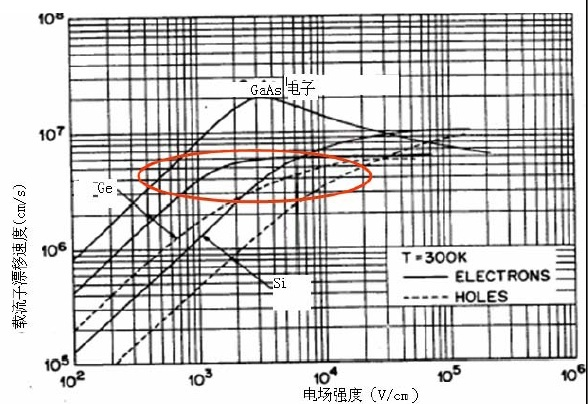 10⁸
GaAs 电子
10⁷
Ge
10⁶
T = 300K
ELECTRONS
HOLES
Si
10⁵
10² 10³ 10⁴ 10⁵ 10⁶
载流子漂移速度(cm/s)
电场强度 (V/cm)